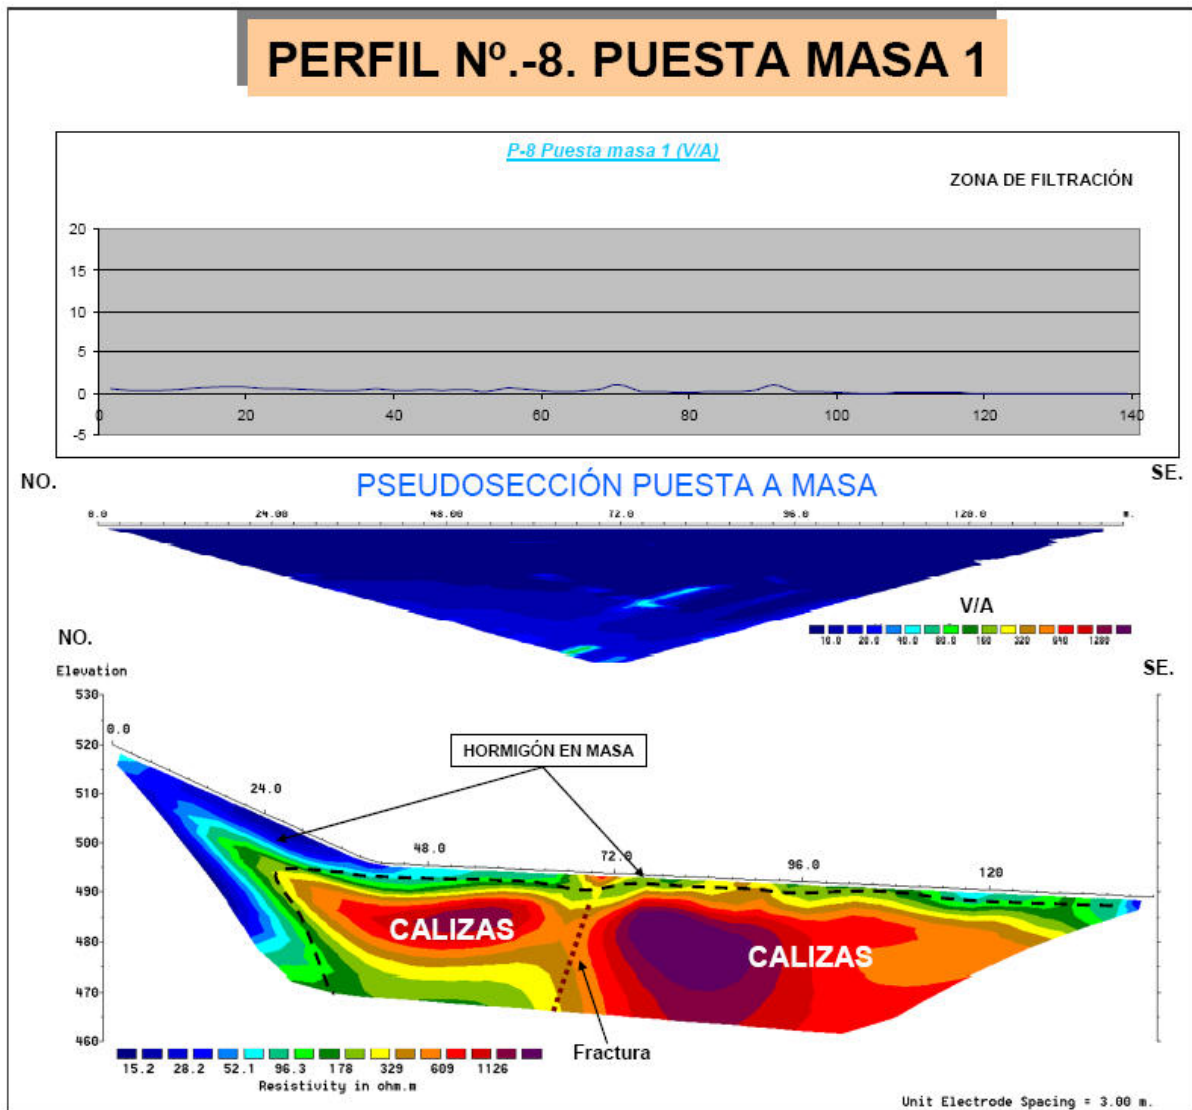 PERFIL Nº.-8. PUESTA MASA 1
P-8 Puesta masa 1 (V/A)
ZONA DE FILTRACIÓN
20
15
10
5
0
-5
0 20 40 60 80 100 120 140
NO.
SE.
PSEUDOSECCIÓN PUESTA A MASA
0.0 24.00 48.00 72.0 96.0 120.0 m.
V/A
10.0 20.0 40.0 80.0 160 320 640 1280
NO.
SE.
Elevation
530
520
510
500
490
480
470
460
0.0
24.0
48.0
72.0
96.0
120
HORMIGÓN EN MASA
CALIZAS
CALIZAS
Fractura
15.2 28.2 52.1 96.3 178 329 609 1126
Resistivity in ohm.m
Unit Electrode Spacing = 3.00 m.